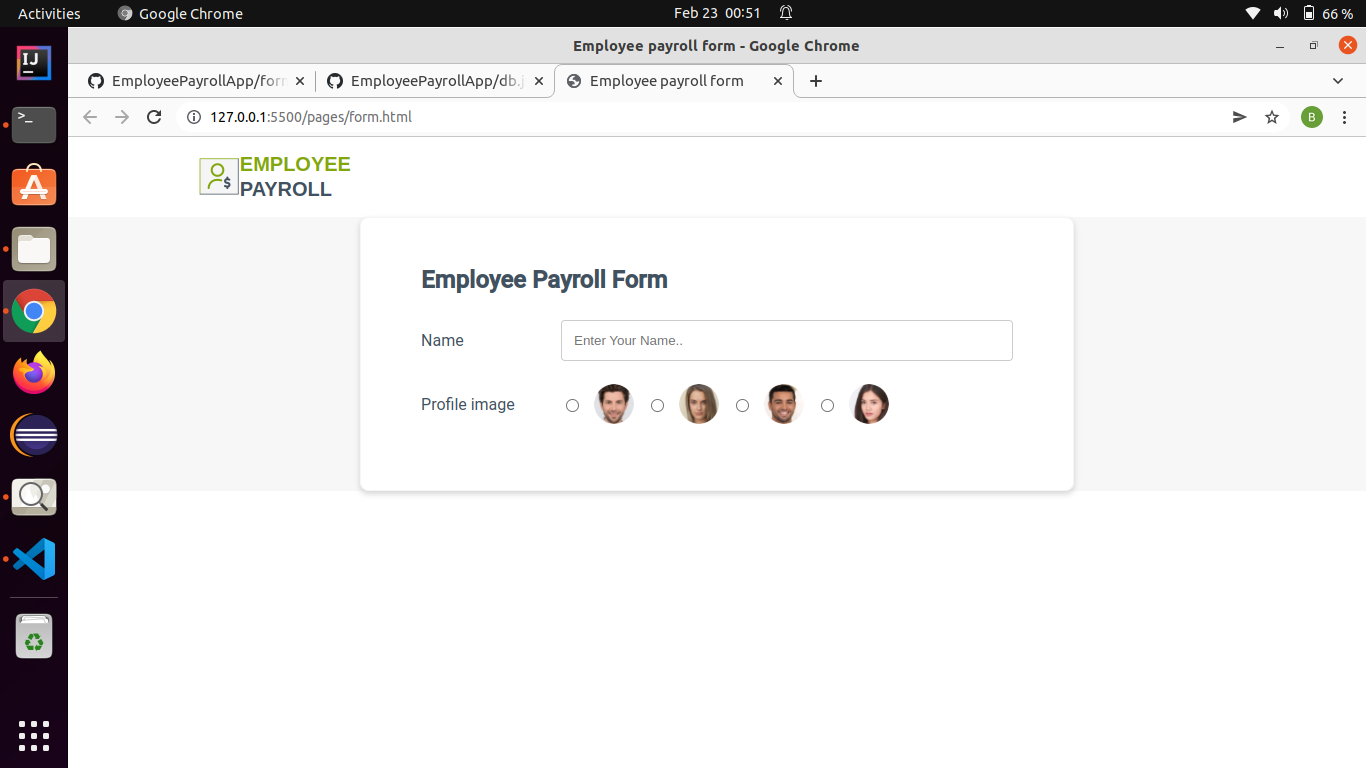 Activities
Google Chrome
Feb 23 00:51
66 %
Employee payroll form - Google Chrome
EmployeePayrollApp/for
EmployeePayrollApp/db.j
Employee payroll form
127.0.0.1:5500/pages/form.html
B
EMPLOYEE
PAYROLL
Employee Payroll Form
Name
Enter Your Name..
Profile image
IJ
>_